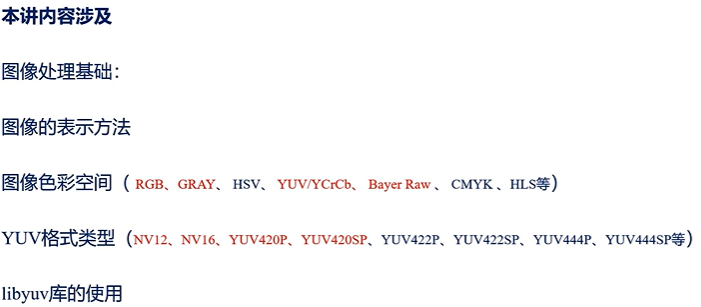 本讲内容涉及
图像处理基础：
图像的表示方法
图像色彩空间（ RGB、GRAY、 HSV、 YUV/YCrCb、 Bayer Raw 、 CMYK 、HLS等）
YUV格式类型（NV12、NV16、YUV420P、YUV420SP、YUV422P、YUV422SP、YUV444P、YUV444SP等）
libyuv库的使用